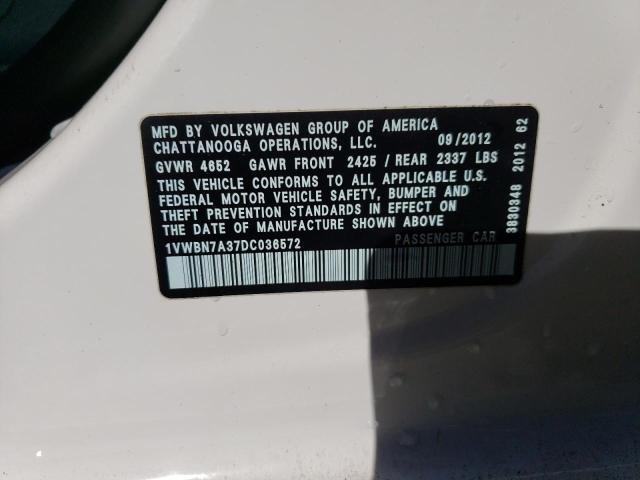 MFD BY VOLKSWAGEN GROUP OF AMERICA
CHATTANOOGA OPERATIONS, LLC. 09/2012
GVWR 4652 GAWR FRONT 2425 / REAR 2337 LBS
THIS VEHICLE CONFORMS TO ALL APPLICABLE U.S.
FEDERAL MOTOR VEHICLE SAFETY, BUMPER AND
THEFT PREVENTION STANDARDS IN EFFECT ON
THE DATE OF MANUFACTURE SHOWN ABOVE
1VWBN7A37DC036572 PASSENGER CAR
3830348 2012 62